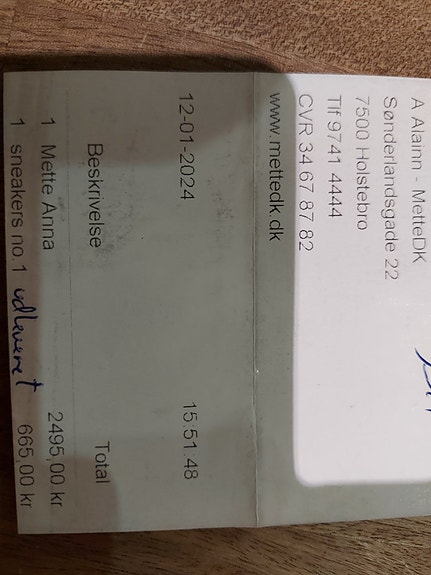 A Alainn - MetteDK
Sønderlandsgade 22
7500 Holstebro
Tlf 9741 4444
CVR 34 67 87 82
www.mettedk.dk
12-01-2024 15:51:48
Beskrivelse Total
1 Mette Anna 2495,00 kr
1 sneakers no.1 udleveret 665,00 kr